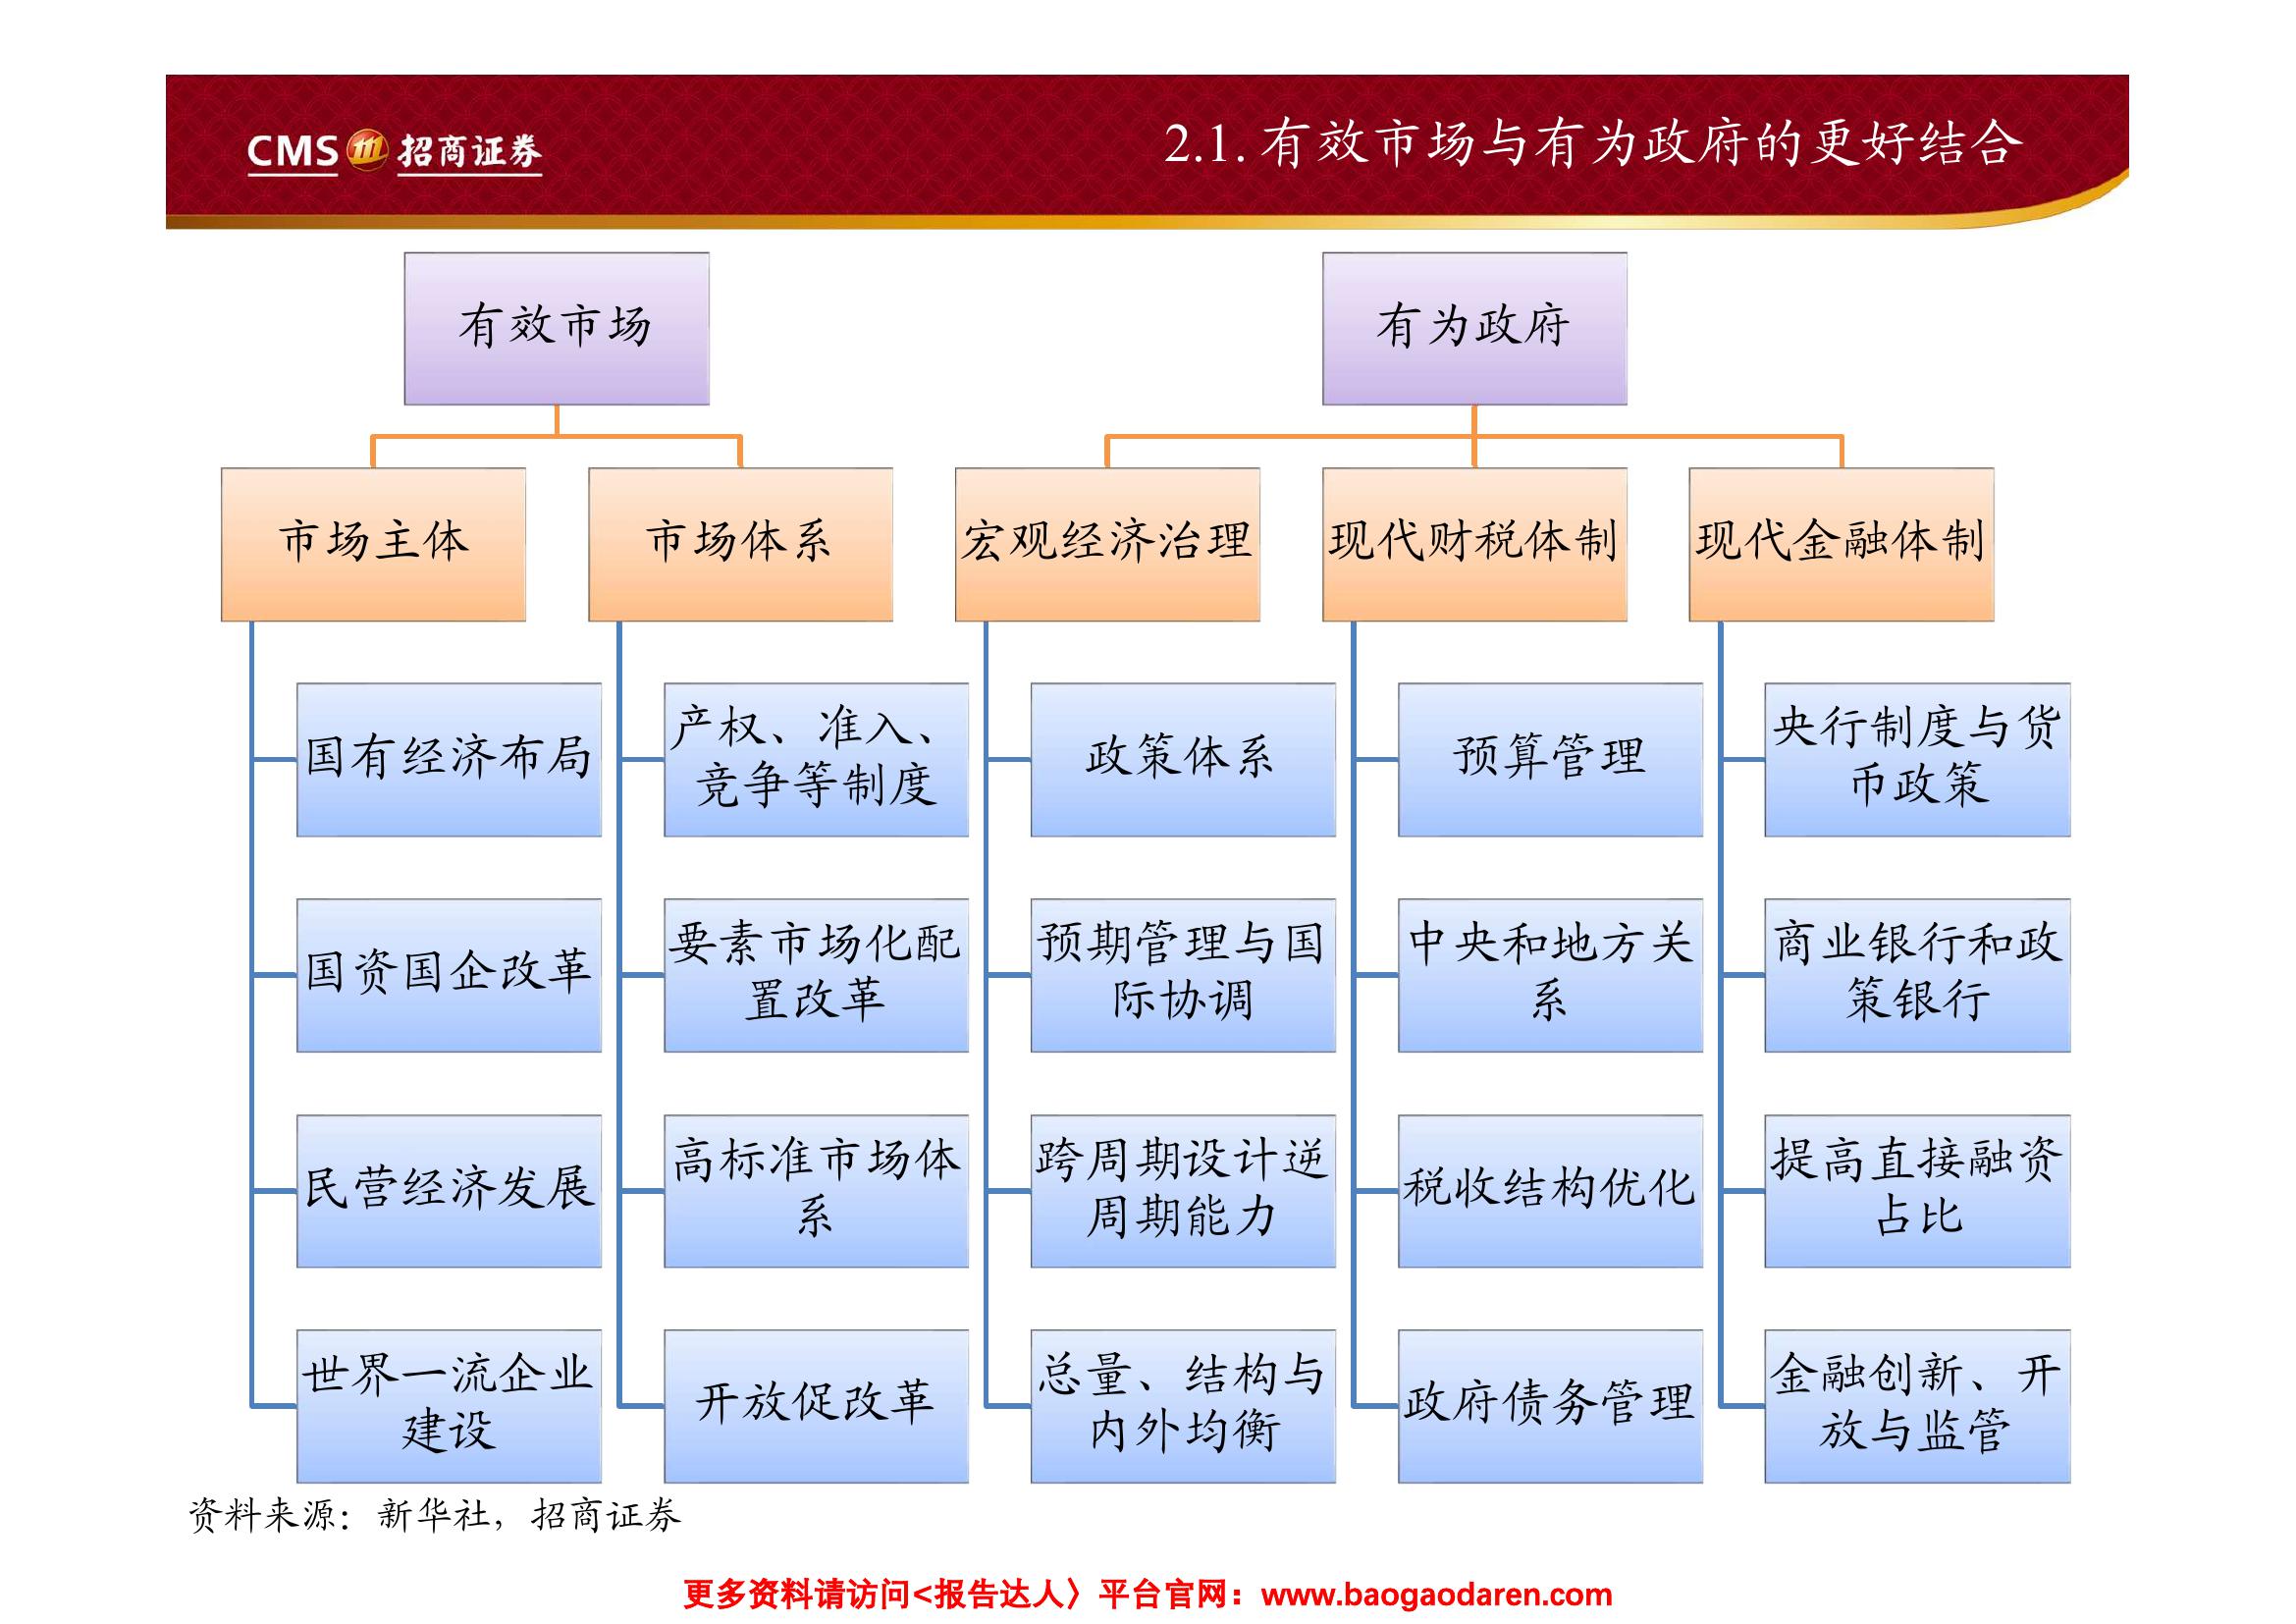 CMS 招商证券
2.1. 有效市场与有为政府的更好结合
有效市场
有为政府
市场主体
市场体系
宏观经济治理
现代财税体制
现代金融体制
国有经济布局
国资国企改革
民营经济发展
世界一流企业
建设
产权、准入、
竞争等制度
要素市场化配
置改革
高标准市场体
系
开放促改革
政策体系
预期管理与国
际协调
跨周期设计逆
周期能力
总量、结构与
内外均衡
预算管理
中央和地方关
系
税收结构优化
政府债务管理
央行制度与货
币政策
商业银行和政
策银行
提高直接融资
占比
金融创新、开
放与监管
资料来源：新华社，招商证券
更多资料请访问<报告达人〉平台官网：www.baogaodaren.com